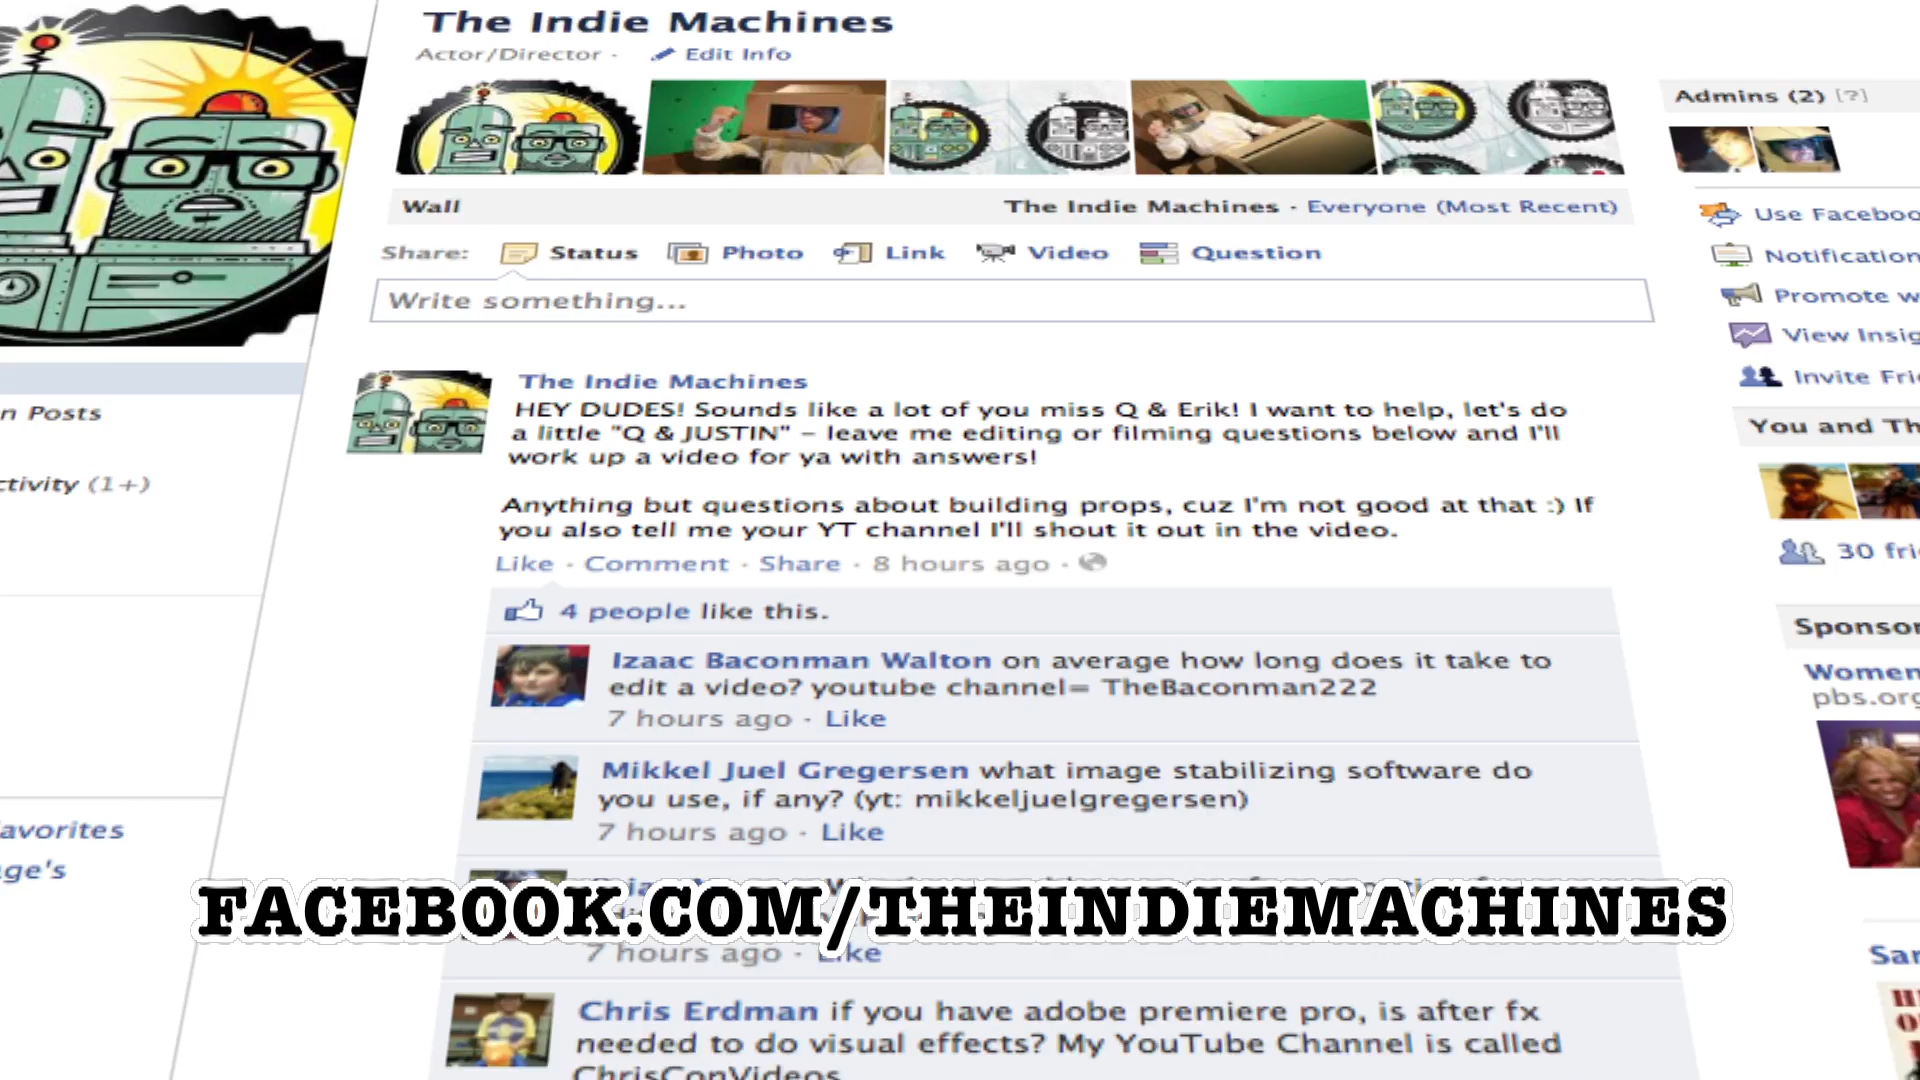 The Indie Machines
Actor/Director · Edit Info
Admins (2) [?]
Wall
The Indie Machines · Everyone (Most Recent)
Share: Status Photo Link Video Question
Write something...
Use
Promote
View
Invite
n Posts
ctivity (1+)
avorites
age's
The Indie Machines
HEY DUDES! Sounds like a lot of you miss Q & Erik! I want to help, let's do
a little "Q & JUSTIN" – leave me editing or filming questions below and I'll
work up a video for ya with answers!
Anything but questions about building props, cuz I'm not good at that :) If
you also tell me your YT channel I'll shout it out in the video.
Like · Comment · Share · 8 hours ago ·
4 people like this.
Izaac Baconman Walton on average how long does it take to
edit a video? youtube channel= TheBaconman222
7 hours ago · Like
Mikkel Juel Gregersen what image stabilizing software do
you use, if any? (yt: mikkeljuelgregersen)
7 hours ago · Like
FACEBOOK.COM/THEINDIEMACHINES
7 hours ago · Like
Chris Erdman if you have adobe premiere pro, is after fx
needed to do visual effects? My YouTube Channel is called
ChrisConVideos
You and
30
Women
pbs.org